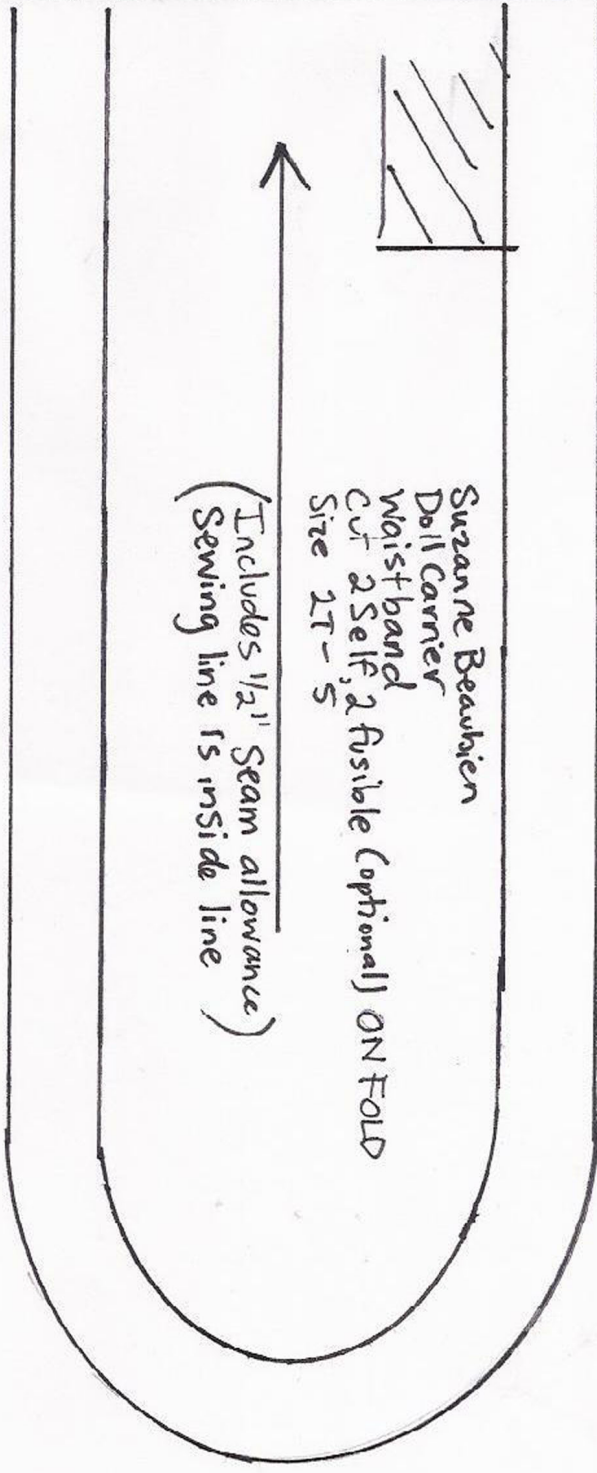 Suzanne Beaubien
Doll Carrier
Waistband
Cut 2 Self, 2 fusible (optional) ON FOLD
Size 2T-5
(Includes 1/2" Seam allowance
Sewing line is inside line)